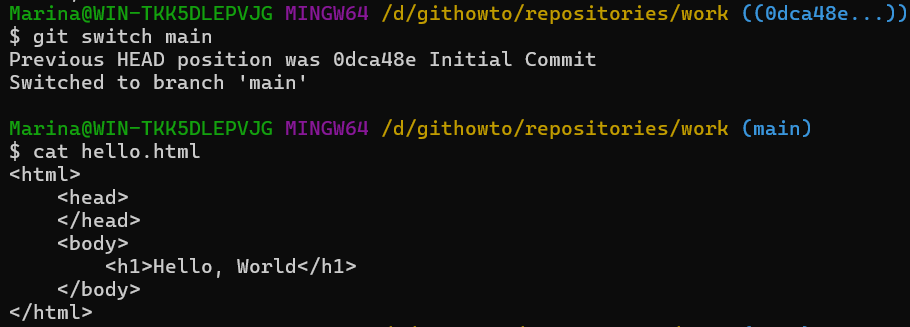 Marina@WIN-TKK5DLEPVJG MINGW64 /d/githowto/repositories/work ((0dca48e...))
$ git switch main
Previous HEAD position was 0dca48e Initial Commit
Switched to branch 'main'
Marina@WIN-TKK5DLEPVJG MINGW64 /d/githowto/repositories/work (main)
$ cat hello.html
<html>
    <head>
    </head>
    <body>
        <h1>Hello, World</h1>
    </body>
</html>